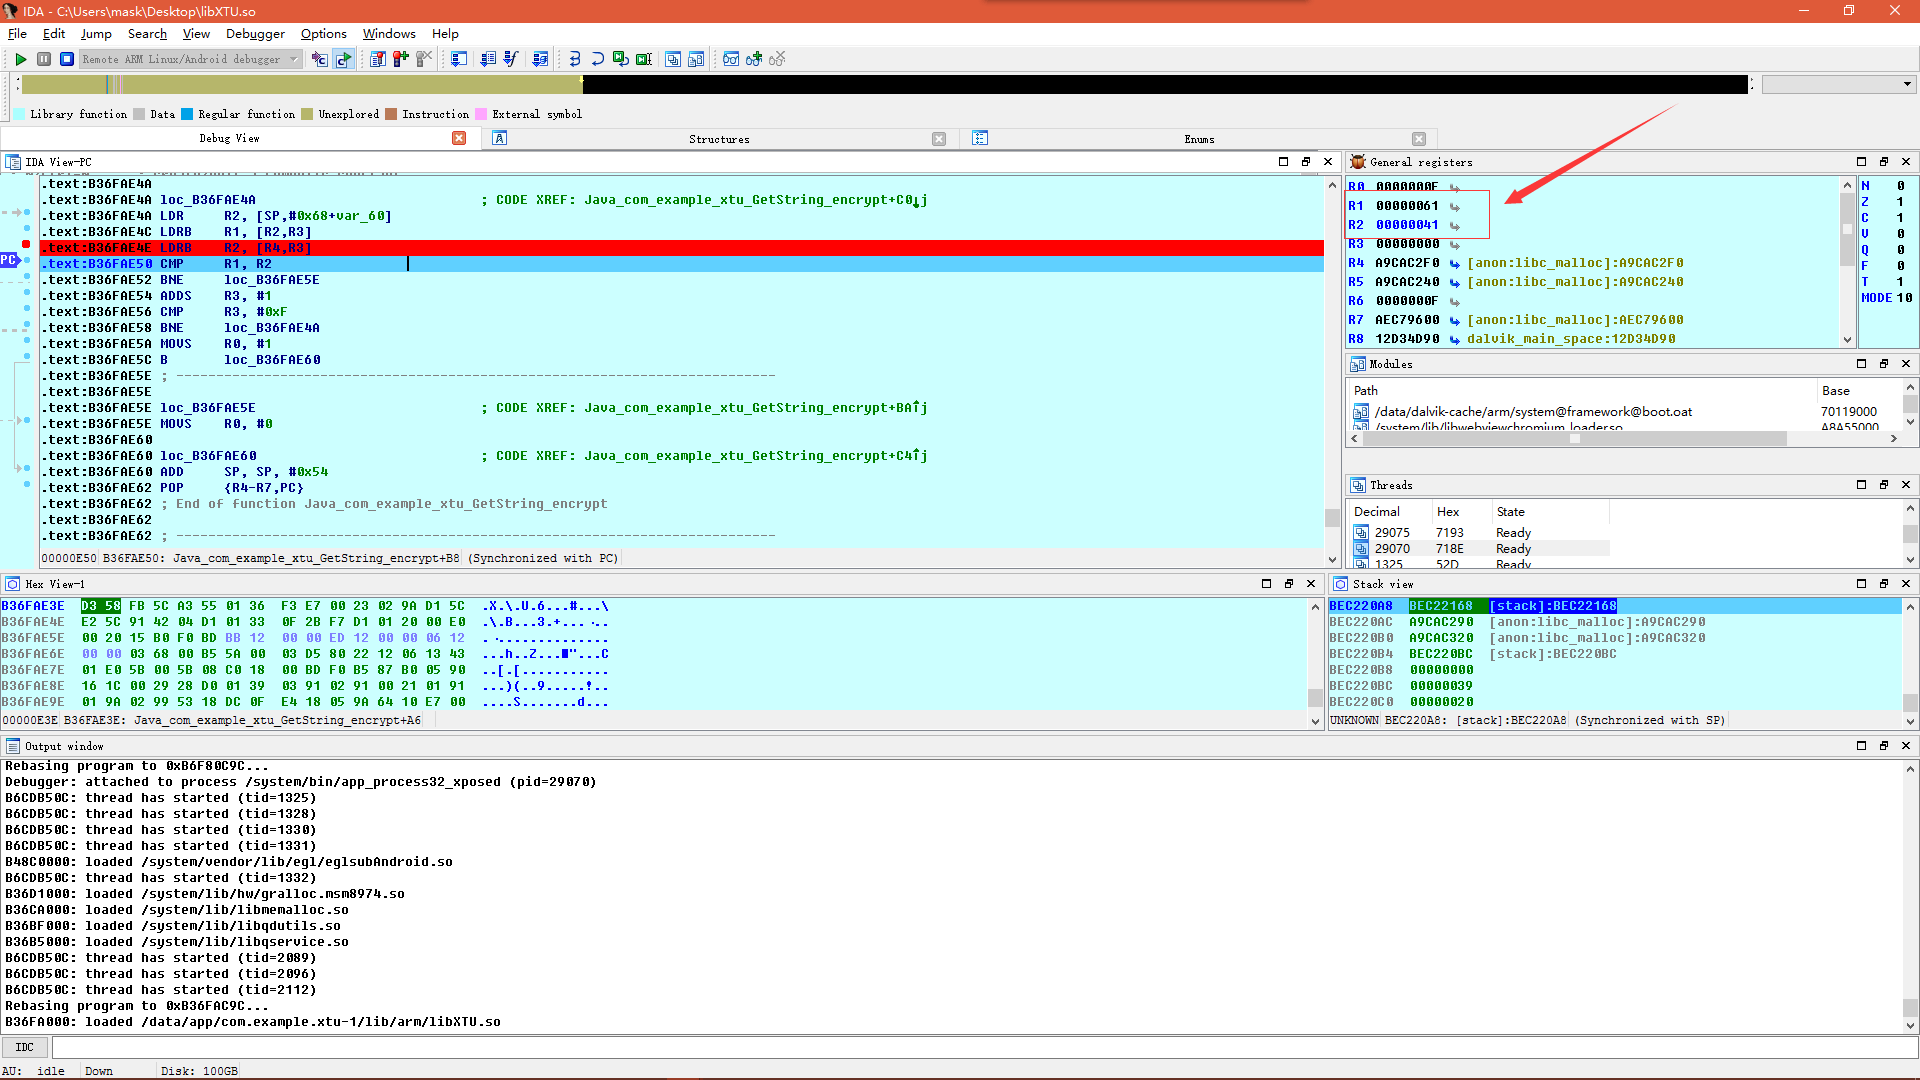 IDA - C:\Users\mask\Desktop\libXTU.so
File Edit Jump Search View Debugger Options Windows Help
Remote ARM Linux/Android debugger
Library function Data Regular function Unexplored Instruction External symbol
Debug View Structures Enums
IDA View-PC
.text:B36FAE4A
.text:B36FAE4A loc_B36FAE4A ; CODE XREF: Java_com_example_xtu_GetString_encrypt+C0↓j
.text:B36FAE4A LDR R2, [SP,#0x68+var_60]
.text:B36FAE4C LDRB R1, [R2,R3]
.text:B36FAE4E LDRB R2, [R4,R3]
PC
.text:B36FAE50 CMP R1, R2
.text:B36FAE52 BNE loc_B36FAE5E
.text:B36FAE54 ADDS R3, #1
.text:B36FAE56 CMP R3, #0xF
.text:B36FAE58 BNE loc_B36FAE4A
.text:B36FAE5A MOVS R0, #1
.text:B36FAE5C B loc_B36FAE60
.text:B36FAE5E ; ---------------------------------------------------------------------------
.text:B36FAE5E
.text:B36FAE5E loc_B36FAE5E ; CODE XREF: Java_com_example_xtu_GetString_encrypt+BA↑j
.text:B36FAE5E MOVS R0, #0
.text:B36FAE60
.text:B36FAE60 loc_B36FAE60 ; CODE XREF: Java_com_example_xtu_GetString_encrypt+C4↑j
.text:B36FAE60 ADD SP, SP, #0x54
.text:B36FAE62 POP {R4-R7,PC}
.text:B36FAE62 ; End of function Java_com_example_xtu_GetString_encrypt
.text:B36FAE62
.text:B36FAE62 ; ---------------------------------------------------------------------------
00000E50 B36FAE50: Java_com_example_xtu_GetString_encrypt+B8 (Synchronized with PC)
General registers
R0 0000000F
R1 00000061
R2 00000041
R3 00000000
R4 A9CAC2F0 [anon:libc_malloc]:A9CAC2F0
R5 A9CAC240 [anon:libc_malloc]:A9CAC240
R6 0000000F
R7 AEC79600 [anon:libc_malloc]:AEC79600
R8 12D34D90 dalvik_main_space:12D34D90
N 0
Z 1
C 1
V 0
Q 0
F 0
T 1
MODE 10
Modules
Path Base
/data/dalvik-cache/arm/system@framework@boot.oat 70119000
/system/lib/libwebviewchromium_loader.so A8A55000
Threads
Decimal Hex State
29075 7193 Ready
29070 718E Ready
1325 52D Ready
Hex View-1
B36FAE3E D3 58 FB 5C A3 55 01 36 F3 E7 00 23 02 9A D1 5C .X.\.U.6...#...\
B36FAE4E E2 5C 91 42 04 D1 01 33 0F 2B F7 D1 01 20 00 E0 .\.B...3.+... ..
B36FAE5E 00 20 15 B0 F0 BD BB 12 00 00 ED 12 00 00 06 12 . ..............
B36FAE6E 00 00 03 68 00 B5 5A 00 03 D5 80 22 12 06 13 43 ...h..Z...."...C
B36FAE7E 01 E0 5B 00 5B 08 C0 18 00 BD F0 B5 87 B0 05 90 ..[.[...........
B36FAE8E 16 1C 00 29 28 D0 01 39 03 91 02 91 00 21 01 91 ...)(..9.....!..
B36FAE9E 01 9A 02 99 53 18 DC 0F E4 18 05 9A 64 10 E7 00 ....S.......d...
00000E3E B36FAE3E: Java_com_example_xtu_GetString_encrypt+A6
Stack view
BEC220A8 BEC22168 [stack]:BEC22168
BEC220AC A9CAC290 [anon:libc_malloc]:A9CAC290
BEC220B0 A9CAC320 [anon:libc_malloc]:A9CAC320
BEC220B4 BEC220BC [stack]:BEC220BC
BEC220B8 00000000
BEC220BC 00000039
BEC220C0 00000020
UNKNOWN BEC220A8: [stack]:BEC220A8 (Synchronized with SP)
Output window
Rebasing program to 0xB6F80C9C...
Debugger: attached to process /system/bin/app_process32_xposed (pid=29070)
B6CDB50C: thread has started (tid=1325)
B6CDB50C: thread has started (tid=1328)
B6CDB50C: thread has started (tid=1330)
B6CDB50C: thread has started (tid=1331)
B48C0000: loaded /system/vendor/lib/egl/eglsubAndroid.so
B6CDB50C: thread has started (tid=1332)
B36D1000: loaded /system/lib/hw/gralloc.msm8974.so
B36CA000: loaded /system/lib/libmemalloc.so
B36BF000: loaded /system/lib/libqdutils.so
B36B5000: loaded /system/lib/libqservice.so
B6CDB50C: thread has started (tid=2089)
B6CDB50C: thread has started (tid=2096)
B6CDB50C: thread has started (tid=2112)
Rebasing program to 0xB36FAC9C...
B36FA000: loaded /data/app/com.example.xtu-1/lib/arm/libXTU.so
IDC
AU: idle Down Disk: 100GB